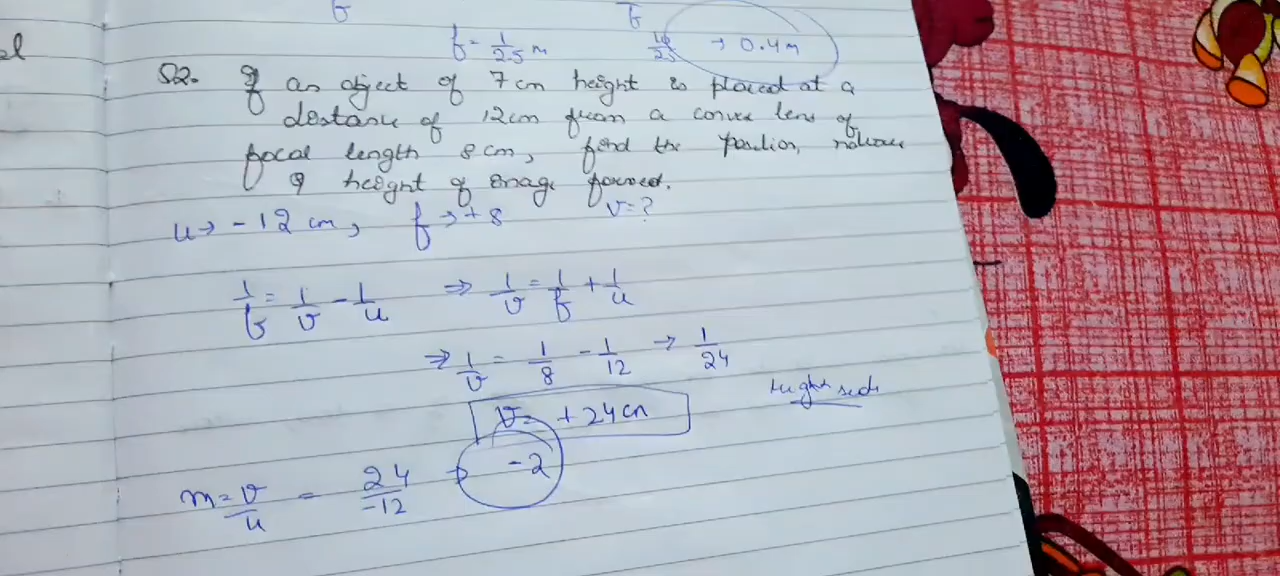 f = 1/25 m
→ 0.4 m
Q2. If an object of 7 cm height is placed at a
distance of 12 cm from a convex lens of
focal length 8 cm, find the position, nature
& height of image formed.
u → - 12 cm, f → + 8 v = ?
1/f = 1/v - 1/u ⇒ 1/v = 1/f + 1/u
⇒ 1/v = 1/8 - 1/12 → 1/24
v = + 24 cm
right side
m = v/u = 24/-12 → - 2